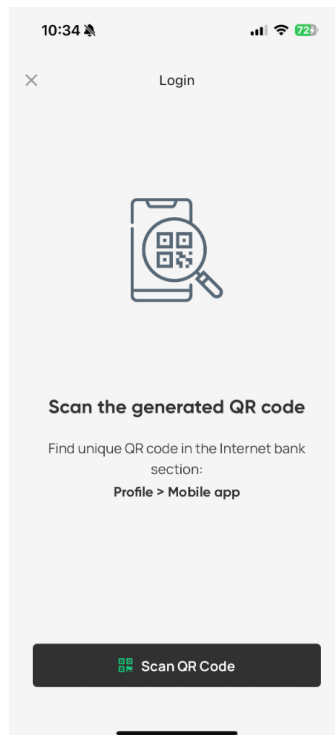 10:34
72
Login
Scan the generated QR code
Find unique QR code in the Internet bank
section:
Profile > Mobile app
Scan QR Code